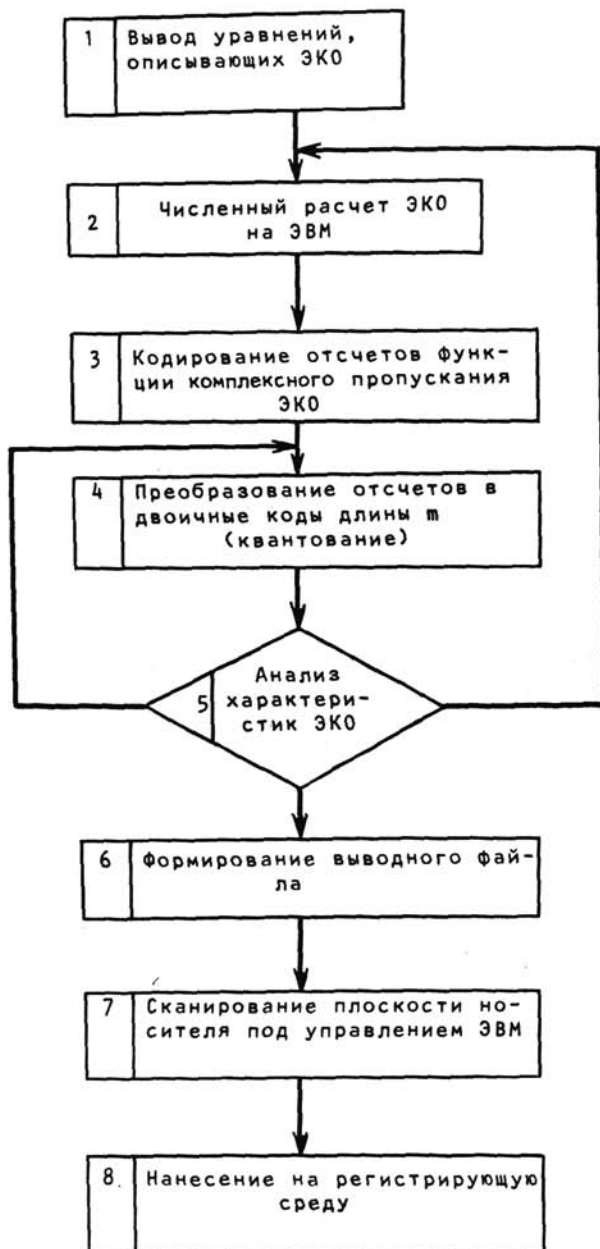 1 Вывод уравнений,
описывающих ЭКО
2 Численный расчет ЭКО
на ЭВМ
3 Кодирование отсчетов функ-
ции комплексного пропускания
ЭКО
4 Преобразование отсчетов в
двоичные коды длины m
(квантование)
5 Анализ
характери-
стик ЭКО
6 Формирование выводного фай-
ла
7 Сканирование плоскости но-
сителя под управлением ЭВМ
8. Нанесение на регистрирующую
среду